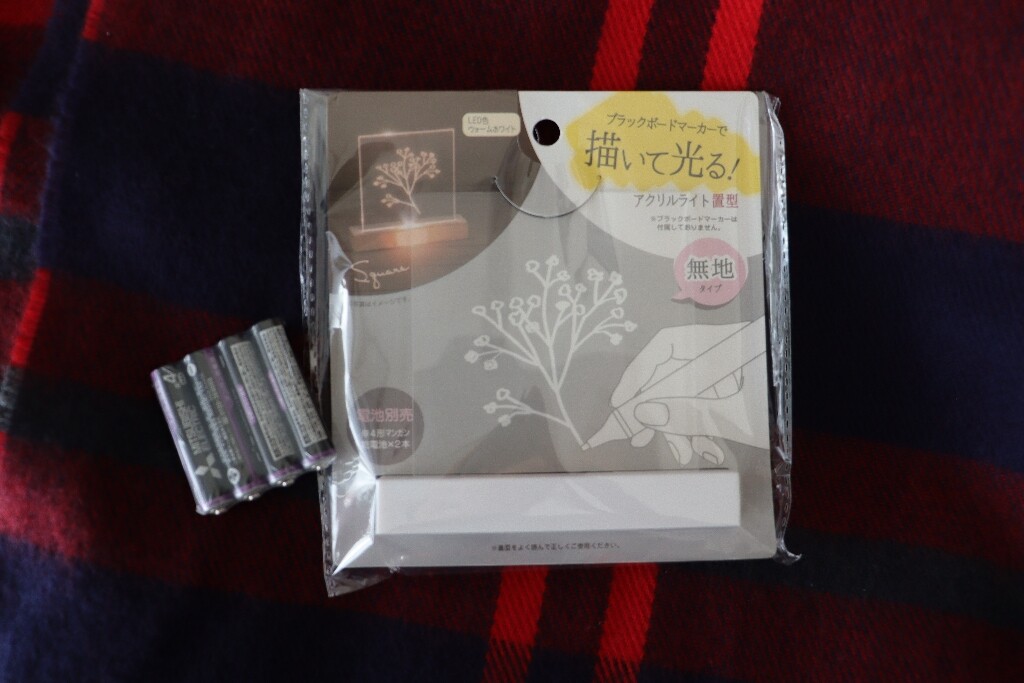 LED色
ウォームホワイト
ブラックボードマーカーで
描いて光る!
アクリルライト置型
※ブラックボードマーカーは
付属しておりません。
無地
タイプ
Square
電池別売
単4形マンガン
乾電池×2本
※裏面をよく読んで正しくご使用ください。